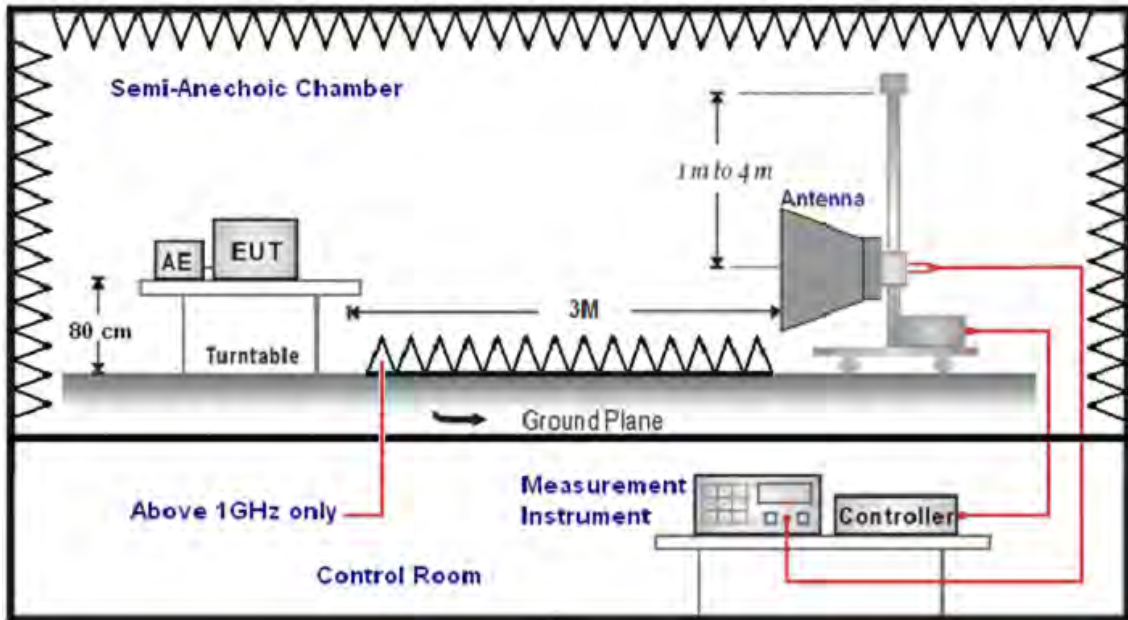 Semi-Anechoic Chamber
1 m to 4 m
Antenna
AE
EUT
80 cm
3M
Turntable
Ground Plane
Above 1GHz only
Measurement
Instrument
Controller
Control Room